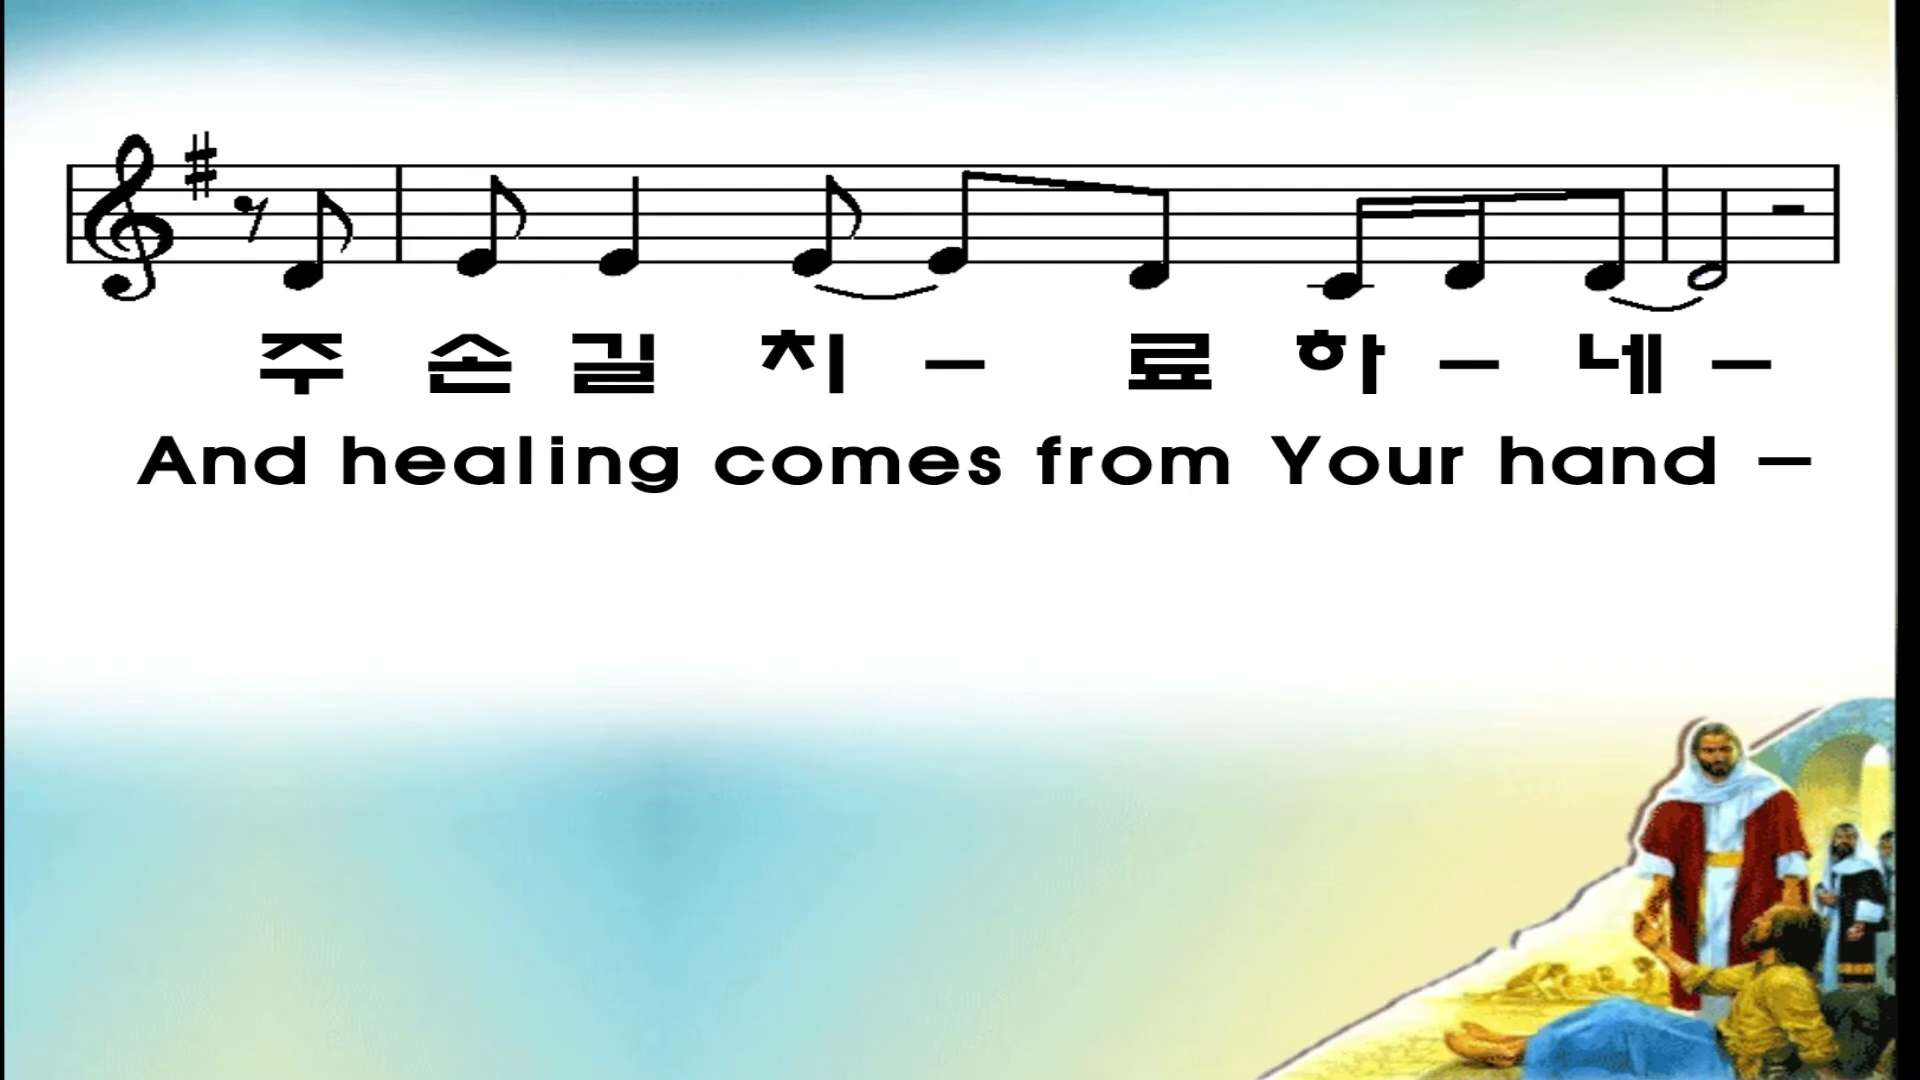 주 손 길 치 – 료 하 – 네 –
And healing comes from Your hand –